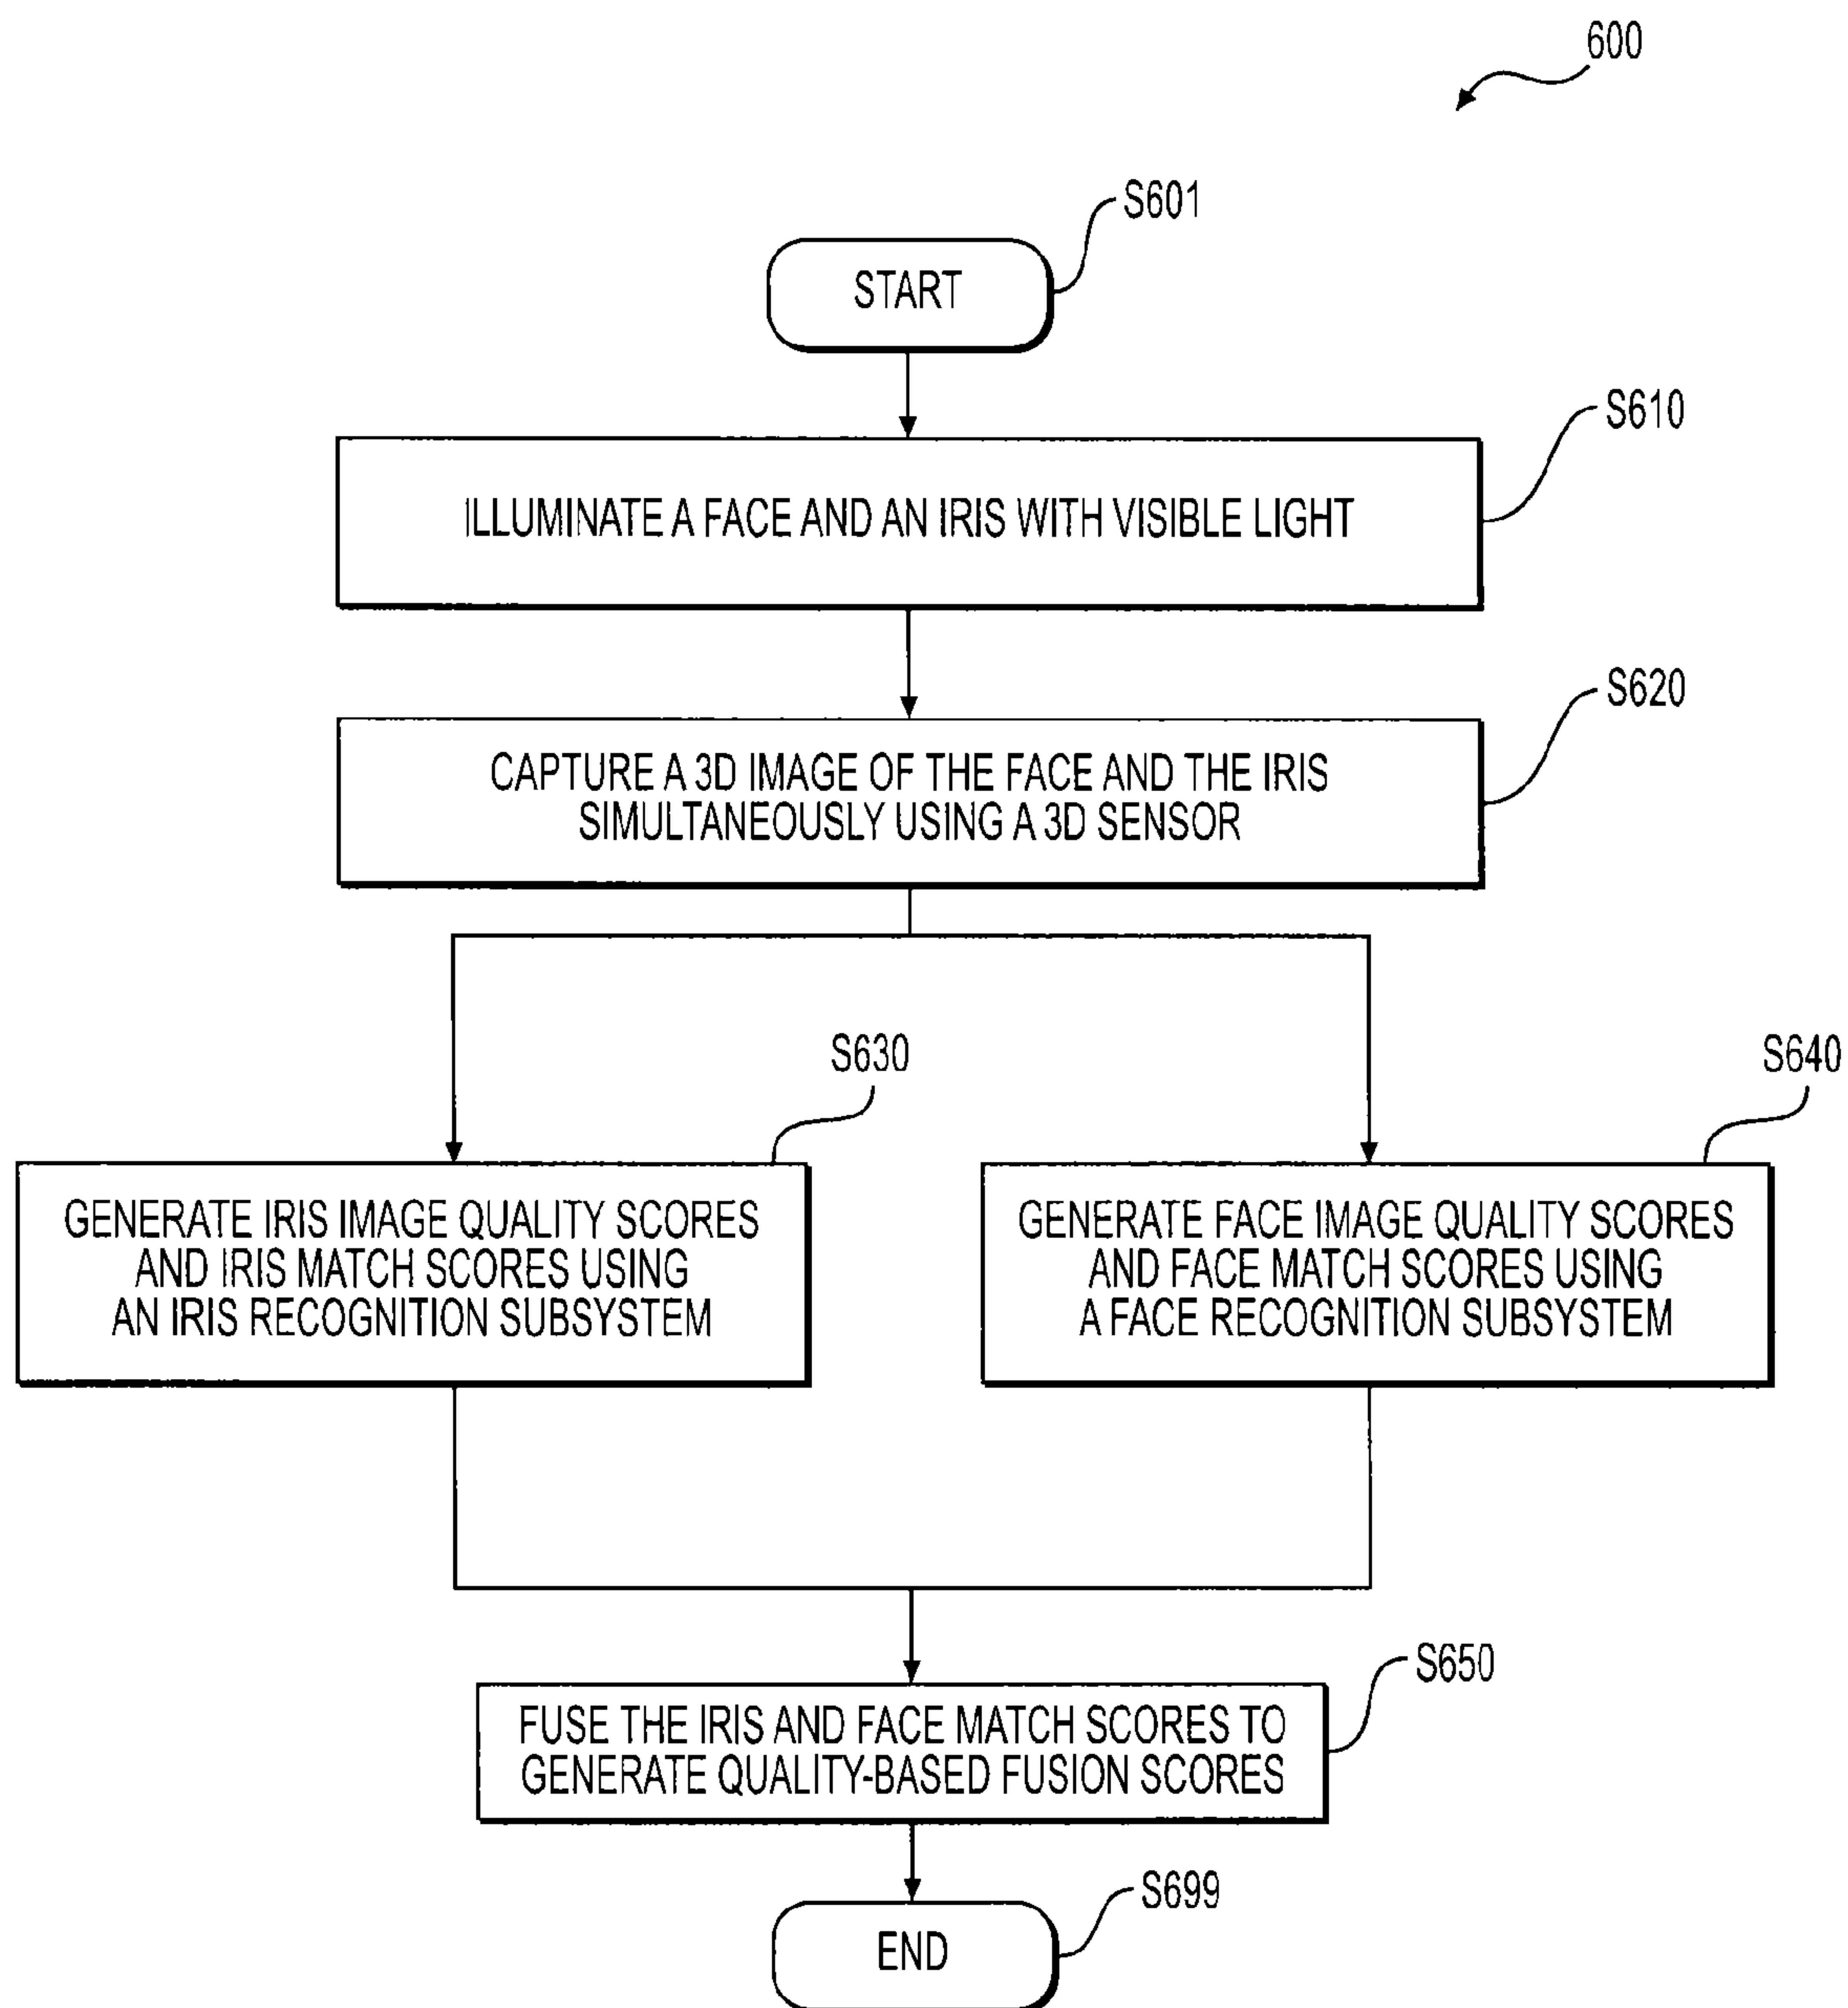 600
S601
START
S610
ILLUMINATE A FACE AND AN IRIS WITH VISIBLE LIGHT
S620
CAPTURE A 3D IMAGE OF THE FACE AND THE IRIS
SIMULTANEOUSLY USING A 3D SENSOR
S630
GENERATE IRIS IMAGE QUALITY SCORES
AND IRIS MATCH SCORES USING
AN IRIS RECOGNITION SUBSYSTEM
S640
GENERATE FACE IMAGE QUALITY SCORES
AND FACE MATCH SCORES USING
A FACE RECOGNITION SUBSYSTEM
S650
FUSE THE IRIS AND FACE MATCH SCORES TO
GENERATE QUALITY-BASED FUSION SCORES
S699
END